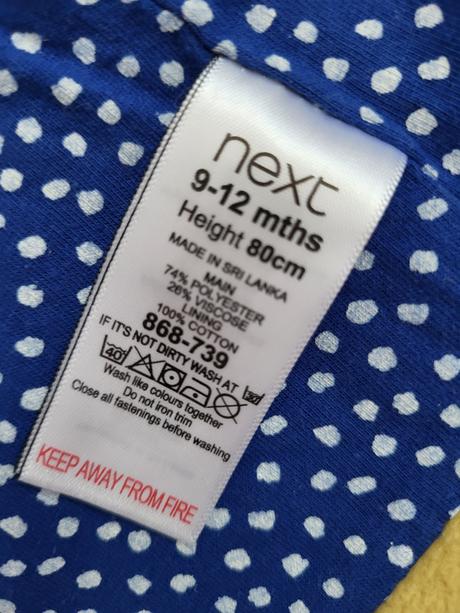 next
9-12 mths
Height 80cm
MADE IN SRI LANKA
MAIN
74% POLYESTER
26% VISCOSE
LINING
100% COTTON
868-739
IF IT'S NOT DIRTY WASH AT 30°
40°
Wash like colours together
Do not iron trim
Close all fastenings before washing
KEEP AWAY FROM FIRE